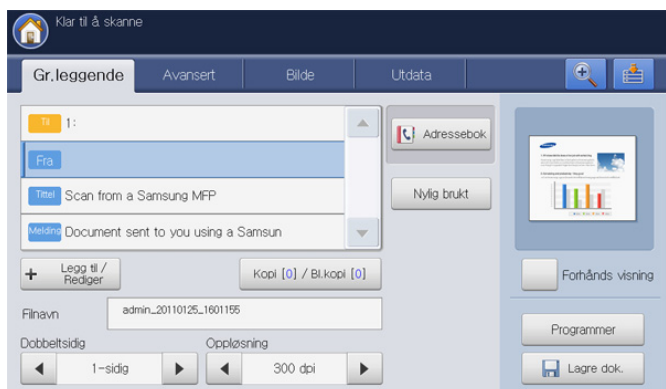 Klar til å skanne
Gr.leggende
Avansert
Bilde
Utdata
Til 1:
Fra
Tittel Scan from a Samsung MFP
Melding Document sent to you using a Samsun
Adressebok
Nylig brukt
+ Legg til /
Rediger
Kopi [0] / Bl.kopi [0]
Filnavn admin_20110125_1601155
Dobbeltsidig
Oppløsning
1-sidig
300 dpi
Forhånds visning
Programmer
Lagre dok.